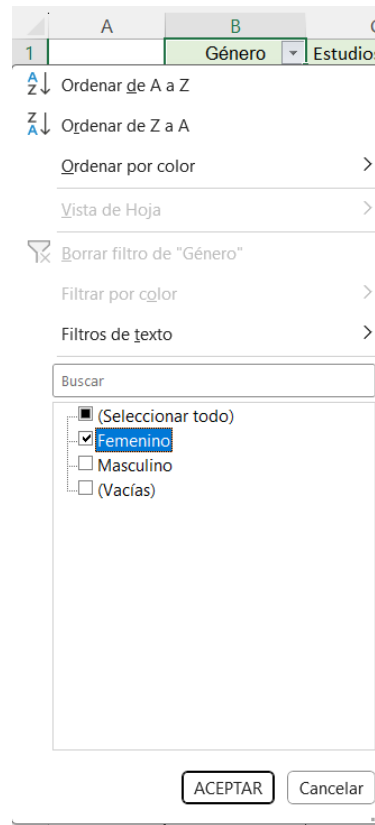 A B
1 Género Estudios
Ordenar de A a Z
Ordenar de Z a A
Ordenar por color
Vista de Hoja
Borrar filtro de "Género"
Filtrar por color
Filtros de texto
Buscar
(Seleccionar todo)
Femenino
Masculino
(Vacías)
ACEPTAR Cancelar